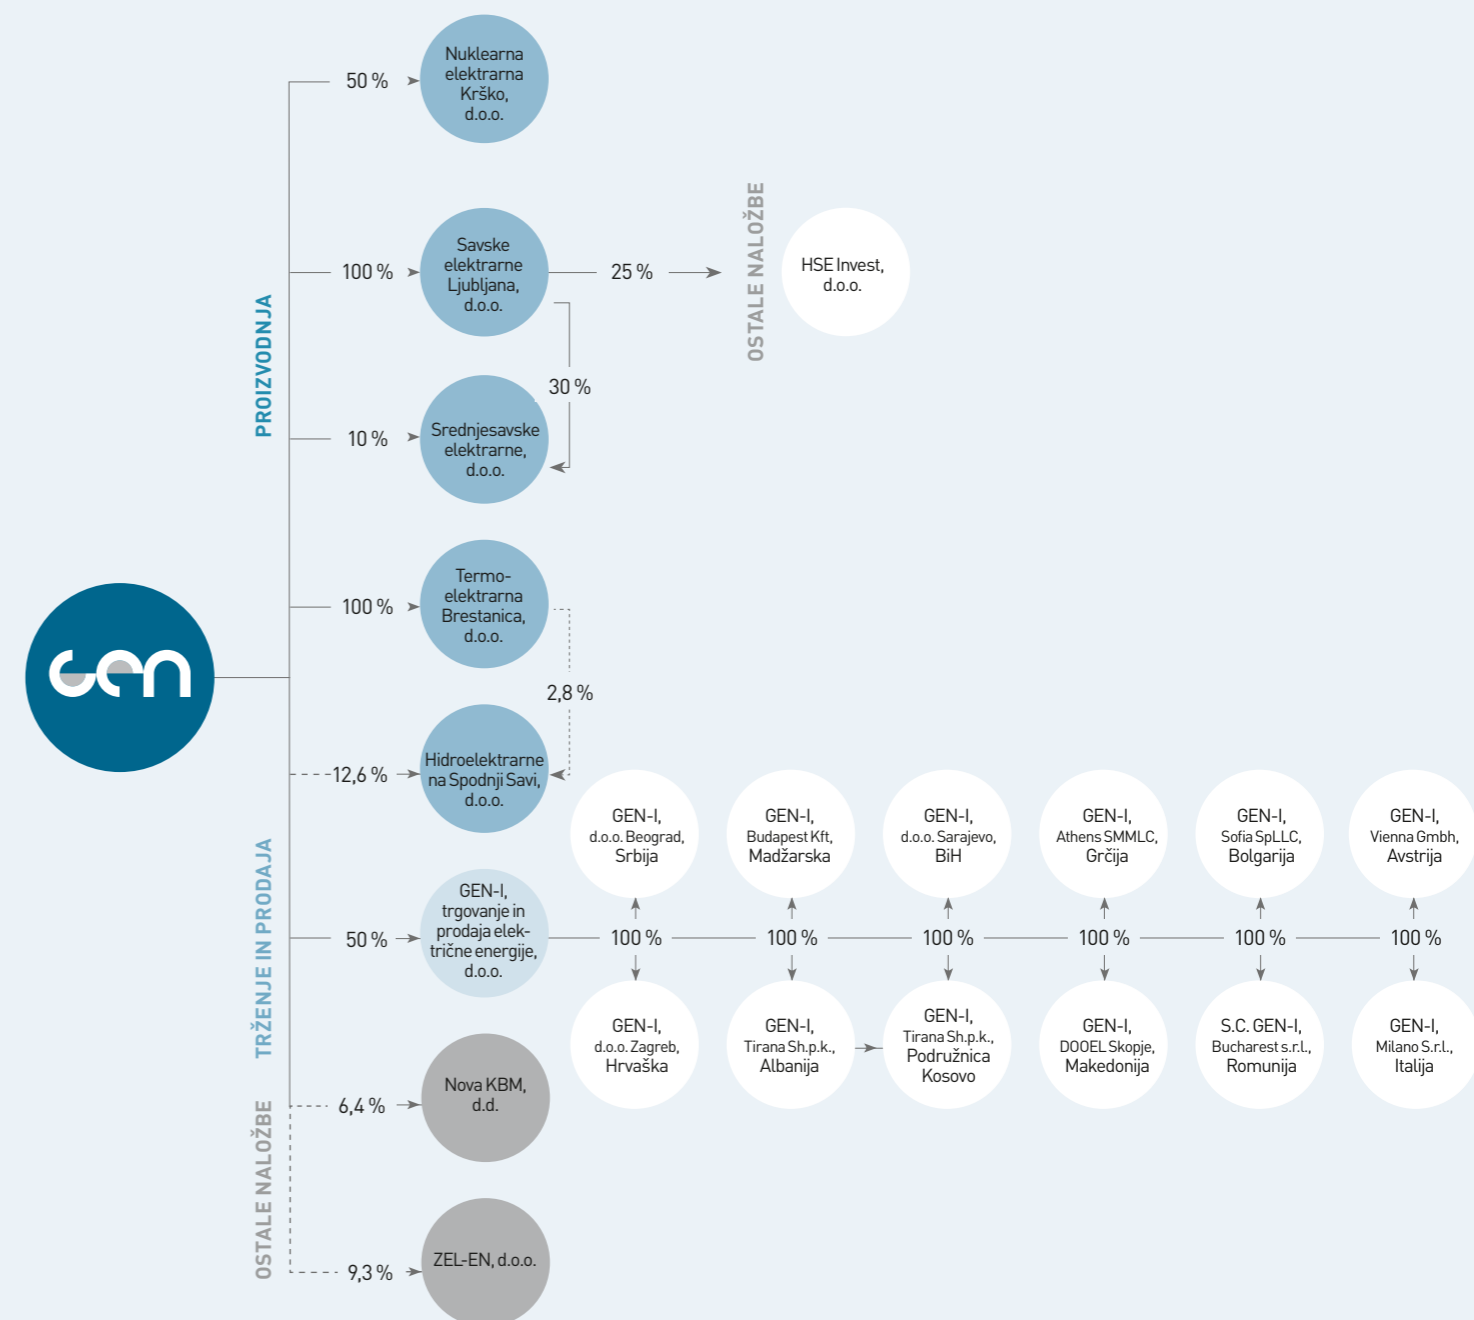 PROIZVODNJA
50 %
Nuklearna
elektrarna
Krško,
d.o.o.
100 %
Savske
elektrarne
Ljubljana,
d.o.o.
25 %
OSTALE NALOŽBE
HSE Invest,
d.o.o.
30 %
10 %
Srednjesavske
elektrarne,
d.o.o.
100 %
Termo-
elektrarna
Brestanica,
d.o.o.
2,8 %
gen
12,6 %
Hidroelektrarne
na Spodnji Savi,
d.o.o.
TRŽENJE IN PRODAJA
50 %
GEN-I,
trgovanje in
prodaja elek-
trične energije,
d.o.o.
GEN-I,
d.o.o. Beograd,
Srbija
GEN-I,
Budapest Kft,
Madžarska
GEN-I,
d.o.o. Sarajevo,
BiH
GEN-I,
Athens SMMLC,
Grčija
GEN-I,
Sofia SpLLC,
Bolgarija
GEN-I,
Vienna Gmbh,
Avstrija
100 %
100 %
100 %
100 %
100 %
100 %
GEN-I,
d.o.o. Zagreb,
Hrvaška
GEN-I,
Tirana Sh.p.k.,
Albanija
GEN-I,
Tirana Sh.p.k.,
Podružnica
Kosovo
GEN-I,
DOOEL Skopje,
Makedonija
S.C. GEN-I,
Bucharest s.r.l.,
Romunija
GEN-I,
Milano S.r.l.,
Italija
OSTALE NALOŽBE
6,4 %
Nova KBM,
d.d.
9,3 %
ZEL-EN, d.o.o.